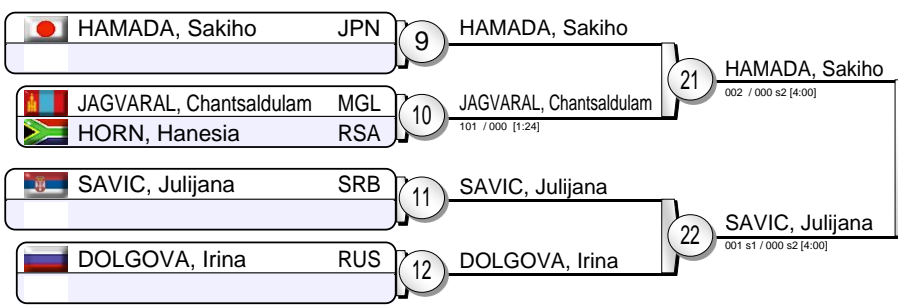 HAMADA, Sakiho JPN
9
HAMADA, Sakiho
21
HAMADA, Sakiho
002 / 000 s2 [4:00]
JAGVARAL, Chantsaldulam MGL
HORN, Hanesia RSA
10
JAGVARAL, Chantsaldulam
101 / 000 [1:24]
SAVIC, Julijana SRB
11
SAVIC, Julijana
22
SAVIC, Julijana
001 s1 / 000 s2 [4:00]
DOLGOVA, Irina RUS
12
DOLGOVA, Irina